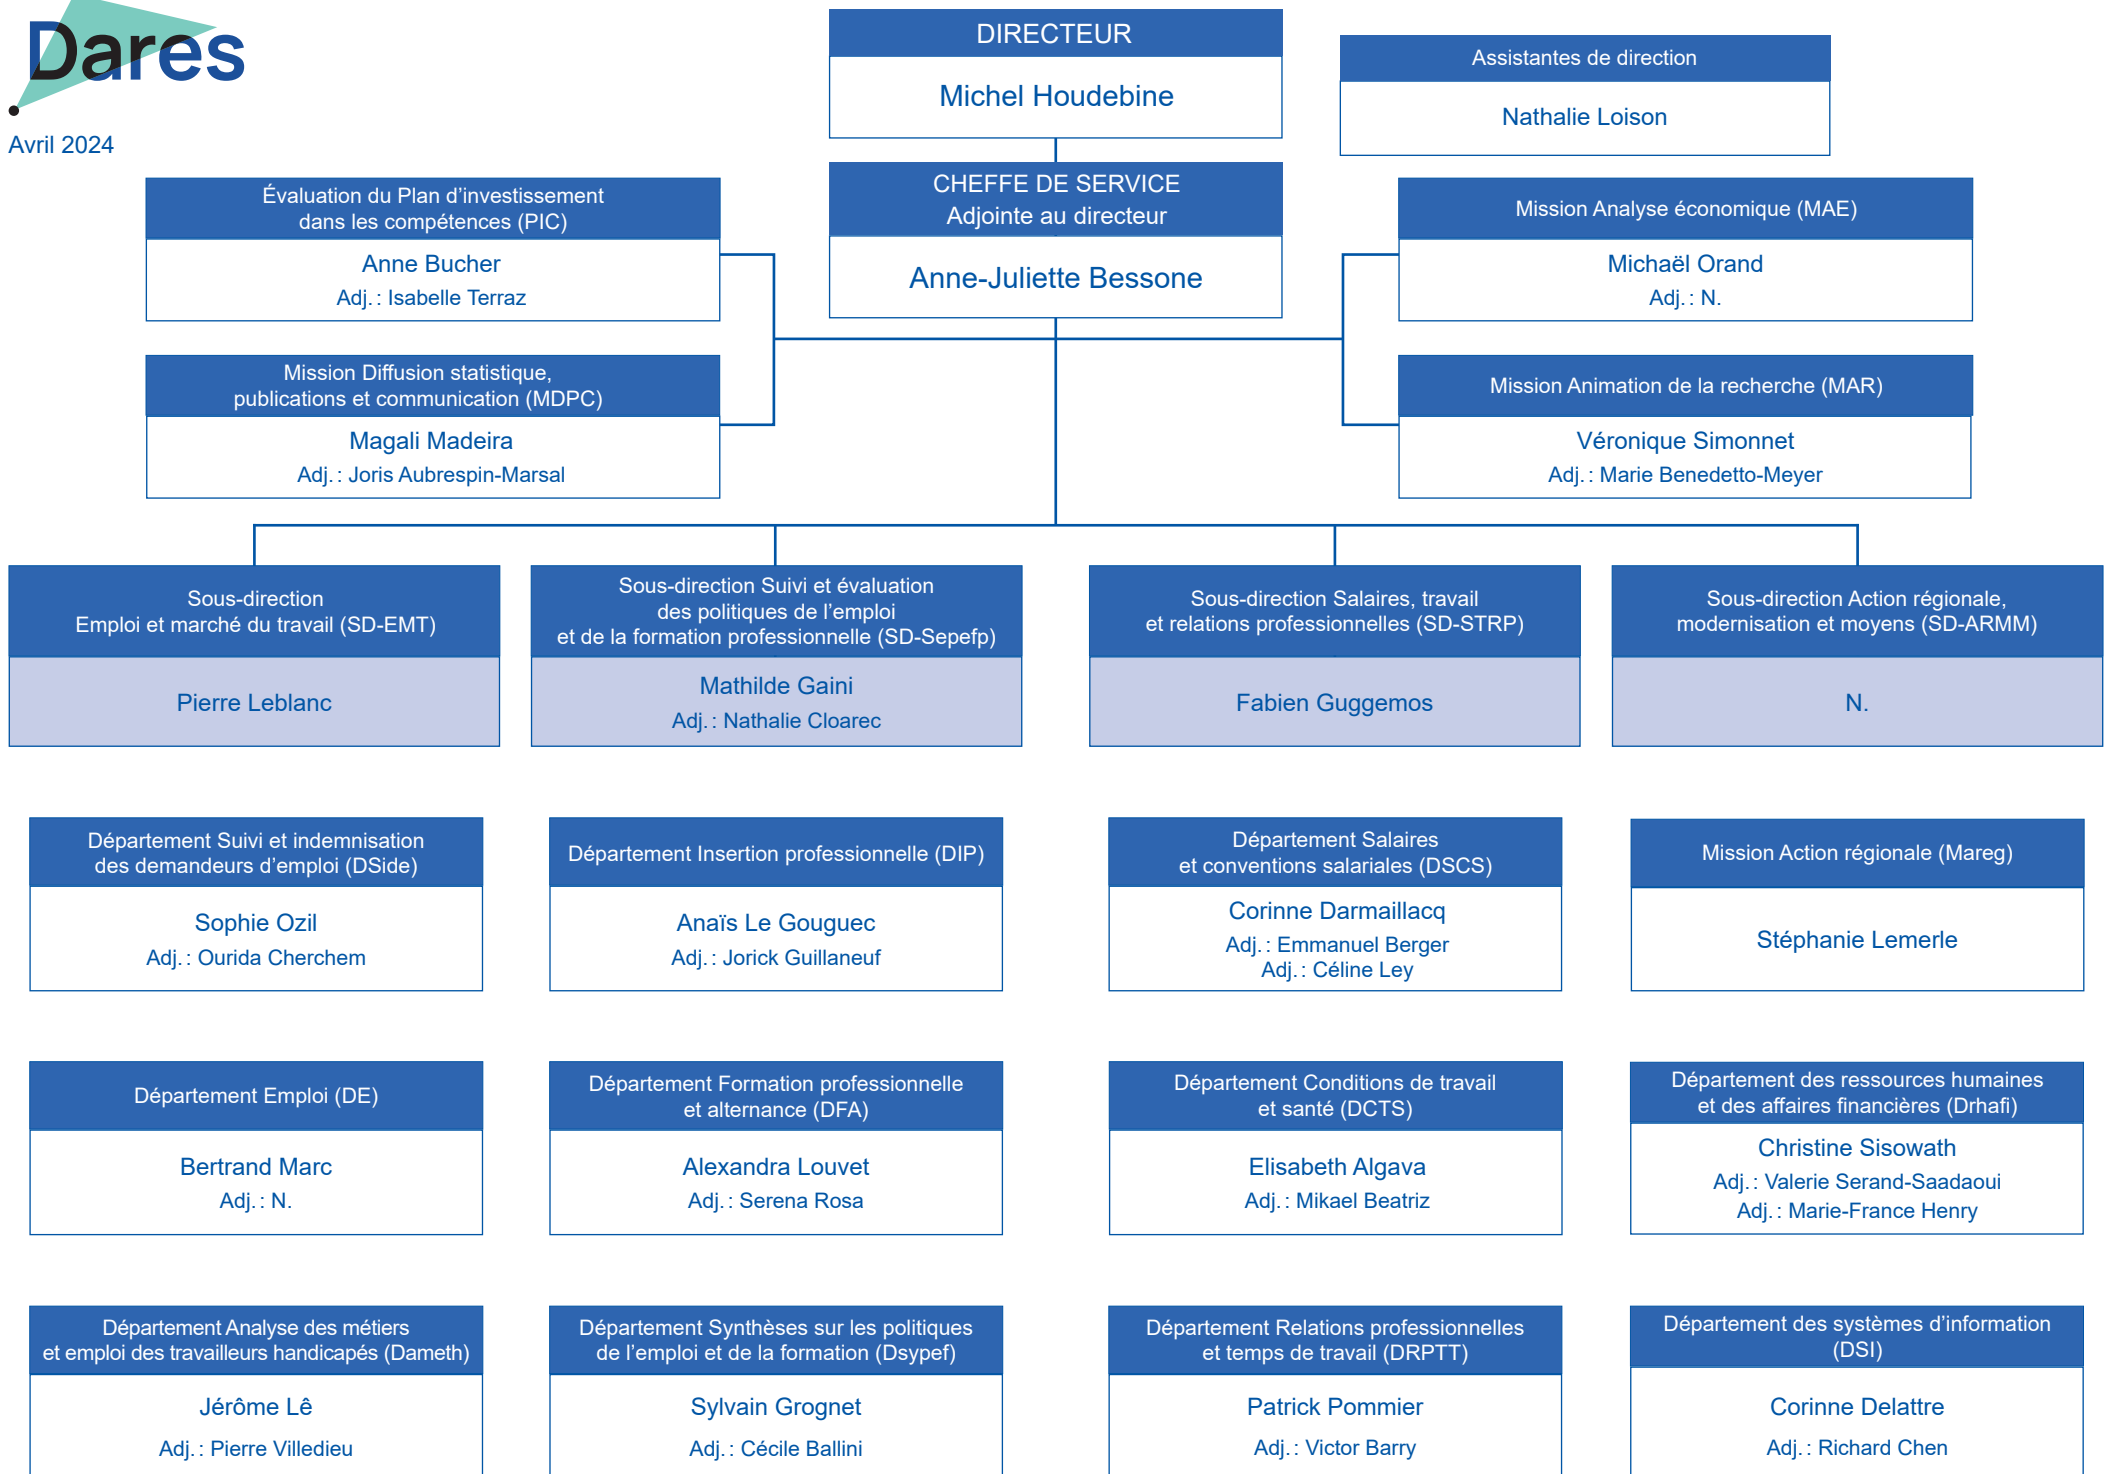 Dares
Avril 2024
DIRECTEUR
Michel Houdebine
Assistantes de direction
Nathalie Loison
CHEFFE DE SERVICE
Adjointe au directeur
Anne-Juliette Bessone
Évaluation du Plan d’investissement
dans les compétences (PIC)
Anne Bucher
Adj. : Isabelle Terraz
Mission Analyse économique (MAE)
Michaël Orand
Adj. : N.
Mission Diffusion statistique,
publications et communication (MDPC)
Magali Madeira
Adj. : Joris Aubrespin-Marsal
Mission Animation de la recherche (MAR)
Véronique Simonnet
Adj. : Marie Benedetto-Meyer
Sous-direction
Emploi et marché du travail (SD-EMT)
Pierre Leblanc
Sous-direction Suivi et évaluation
des politiques de l’emploi
et de la formation professionnelle (SD-Sepefp)
Mathilde Gaini
Adj. : Nathalie Cloarec
Sous-direction Salaires, travail
et relations professionnelles (SD-STRP)
Fabien Guggemos
Sous-direction Action régionale,
modernisation et moyens (SD-ARMM)
N.
Département Suivi et indemnisation
des demandeurs d’emploi (DSide)
Sophie Ozil
Adj. : Ourida Cherchem
Département Insertion professionnelle (DIP)
Anaïs Le Gouguec
Adj. : Jorick Guillaneuf
Département Salaires
et conventions salariales (DSCS)
Corinne Darmaillacq
Adj. : Emmanuel Berger
Adj. : Céline Ley
Mission Action régionale (Mareg)
Stéphanie Lemerle
Département Emploi (DE)
Bertrand Marc
Adj. : N.
Département Formation professionnelle
et alternance (DFA)
Alexandra Louvet
Adj. : Serena Rosa
Département Conditions de travail
et santé (DCTS)
Elisabeth Algava
Adj. : Mikael Beatriz
Département des ressources humaines
et des affaires financières (Drhafi)
Christine Sisowath
Adj. : Valerie Serand-Saadaoui
Adj. : Marie-France Henry
Département Analyse des métiers
et emploi des travailleurs handicapés (Dameth)
Jérôme Lê
Adj. : Pierre Villedieu
Département Synthèses sur les politiques
de l’emploi et de la formation (Dsypef)
Sylvain Grognet
Adj. : Cécile Ballini
Département Relations professionnelles
et temps de travail (DRPTT)
Patrick Pommier
Adj. : Victor Barry
Département des systèmes d’information
(DSI)
Corinne Delattre
Adj. : Richard Chen